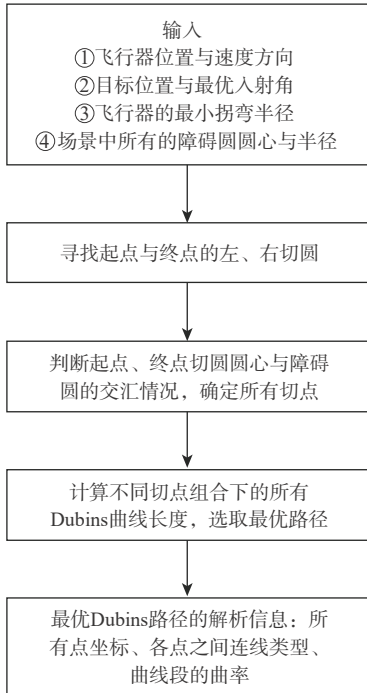 输入
①飞行器位置与速度方向
②目标位置与最优入射角
③飞行器的最小拐弯半径
④场景中所有的障碍圆圆心与半径
寻找起点与终点的左、右切圆
判断起点、终点切圆圆心与障碍
圆的交汇情况，确定所有切点
计算不同切点组合下的所有
Dubins曲线长度，选取最优路径
最优Dubins路径的解析信息：所
有点坐标、各点之间连线类型、
曲线段的曲率